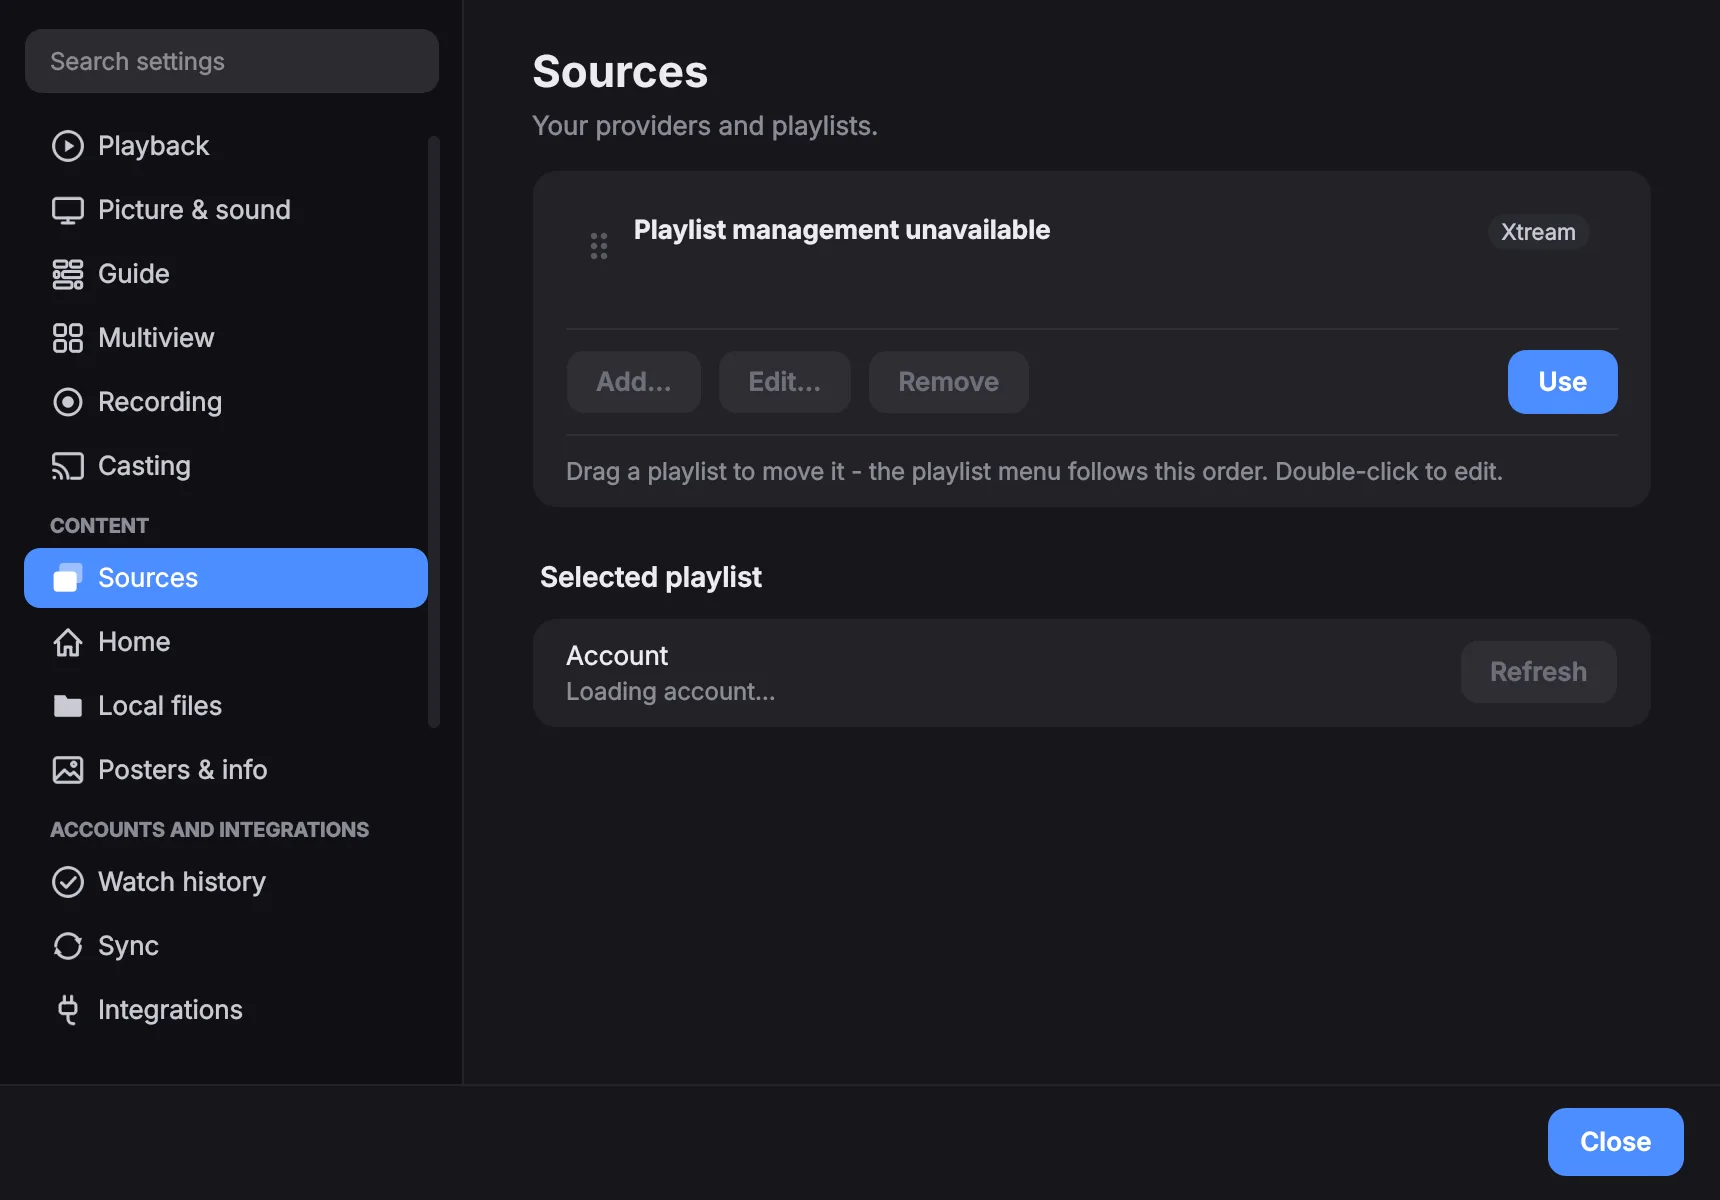 Search settings
Playback
Picture & sound
Guide
Multiview
Recording
Casting
CONTENT
Sources
Home
Local files
Posters & info
ACCOUNTS AND INTEGRATIONS
Watch history
Sync
Integrations
Sources
Your providers and playlists.
Playlist management unavailable
Xtream
Add...
Edit...
Remove
Use
Drag a playlist to move it - the playlist menu follows this order. Double-click to edit.
Selected playlist
Account
Loading account...
Refresh
Close